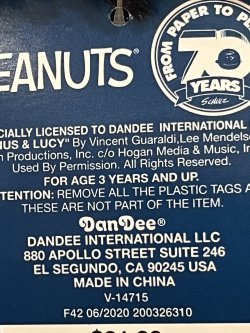 FROM PAPER TO
EANUTS®
70
YEARS
Schulz
CIALLY LICENSED TO DANDEE INTERNATIONAL
US & LUCY" By Vincent Guaraldi, Lee Mendels
n Productions, Inc. c/o Hogan Media & Music, In
Used By Permission. All Rights Reserved.
FOR AGE 3 YEARS AND UP.
TENTION: REMOVE ALL THE PLASTIC TAGS A
THESE ARE NOT PART OF THE ITEM.
DanDee®
DANDEE INTERNATIONAL LLC
880 APOLLO STREET SUITE 246
EL SEGUNDO, CA 90245 USA
MADE IN CHINA
V-14715
F42 06/2020 200326310